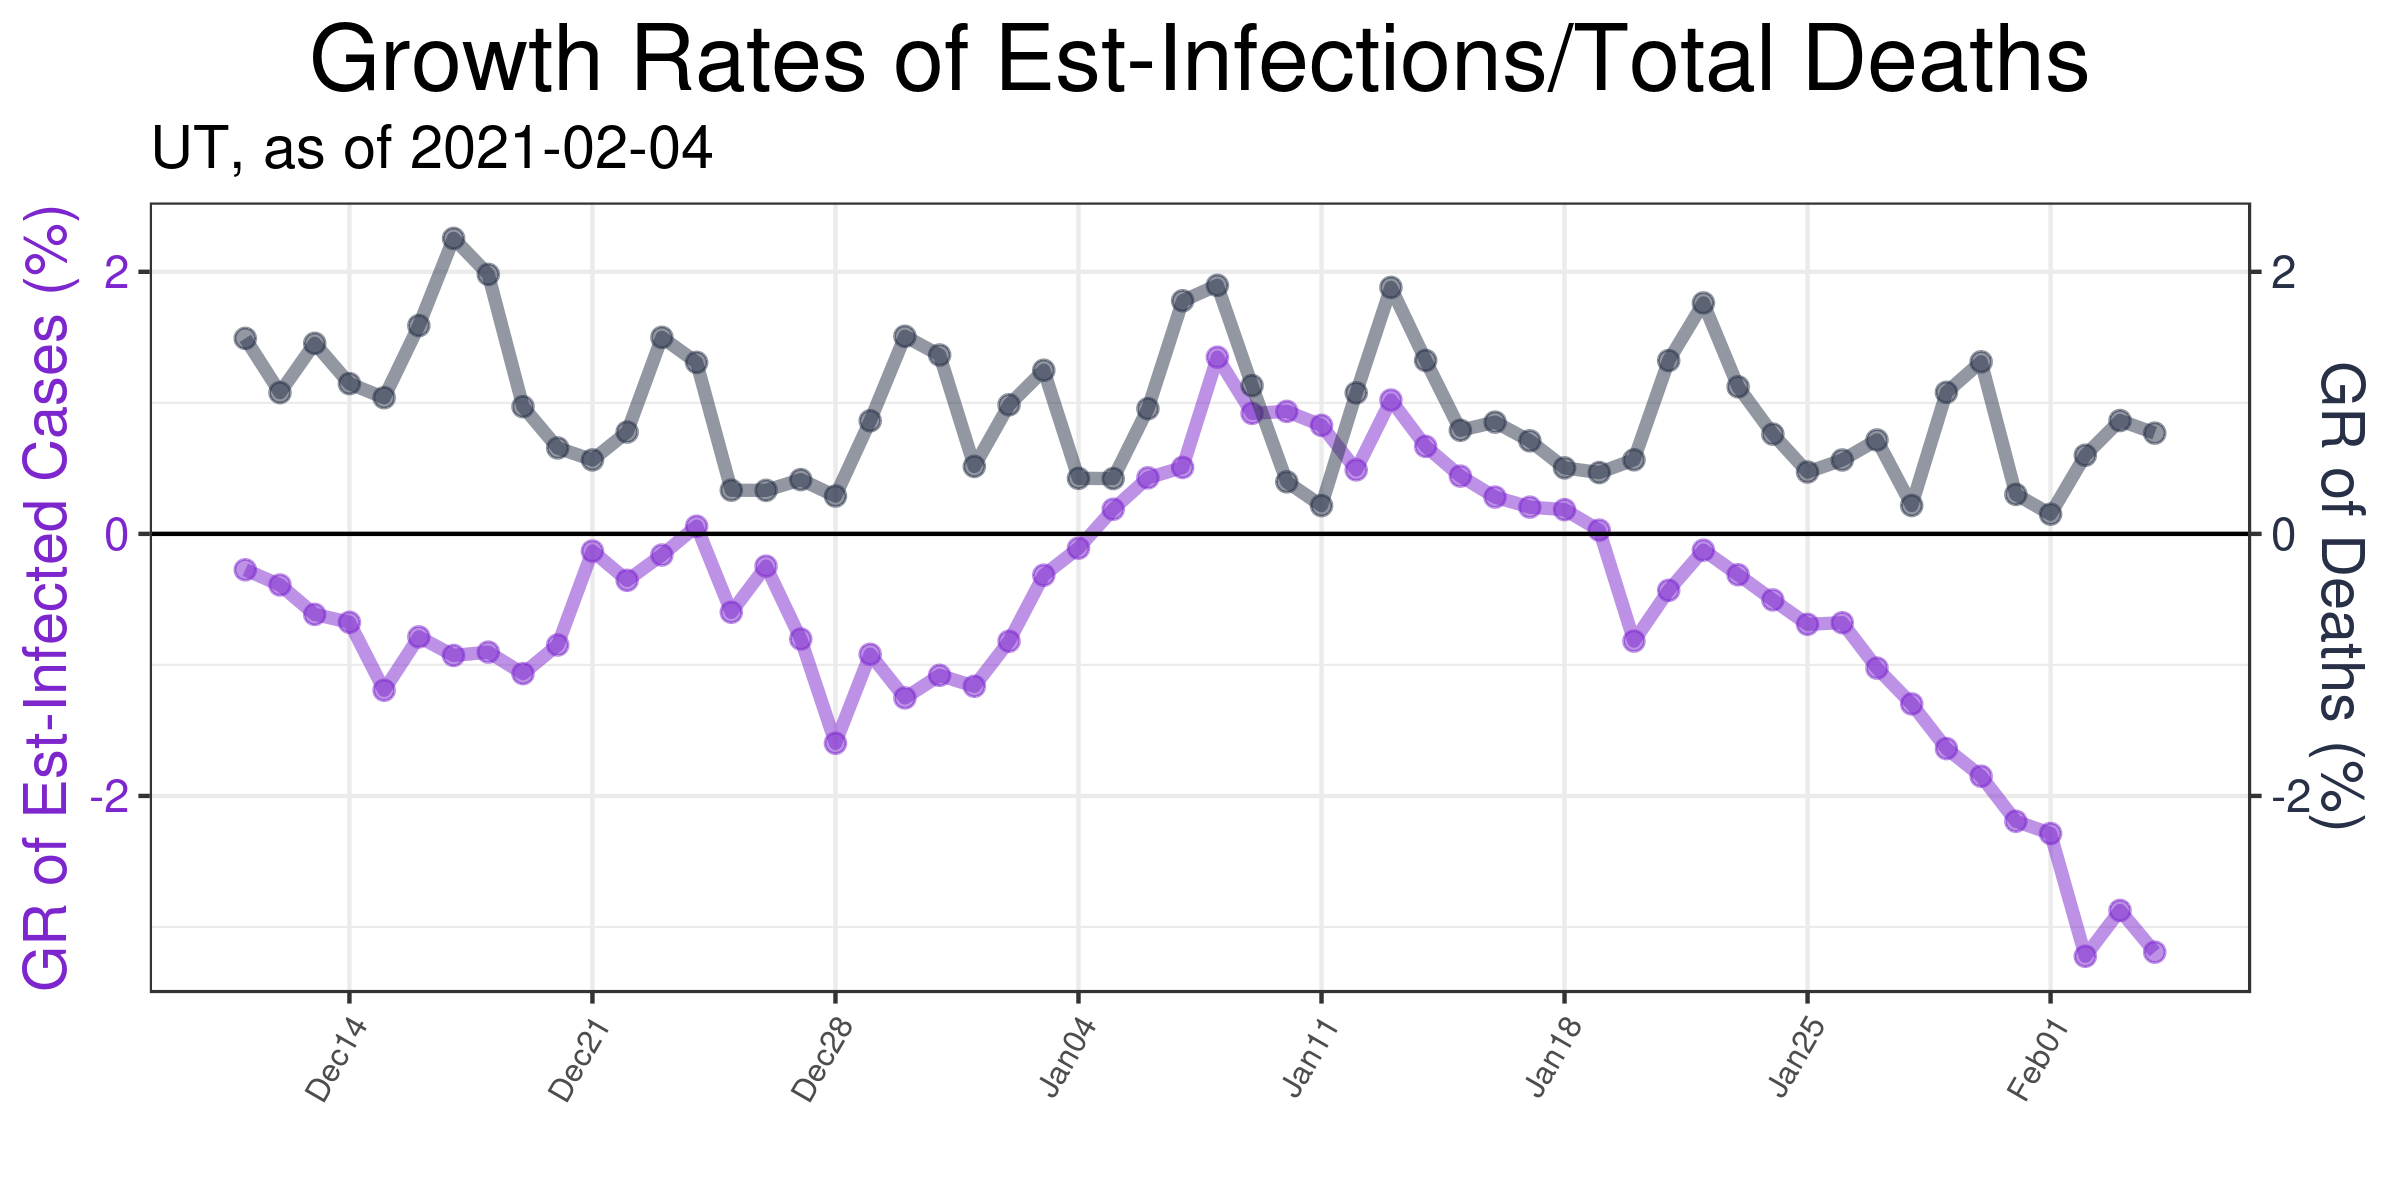 Growth Rates of Est-Infections/Total Deaths
UT, as of 2021-02-04
GR of Est-Infected Cases (%)
2
0
-2
2
0
-2
GR of Deaths (%)
Dec14
Dec21
Dec28
Jan04
Jan11
Jan18
Jan25
Feb01